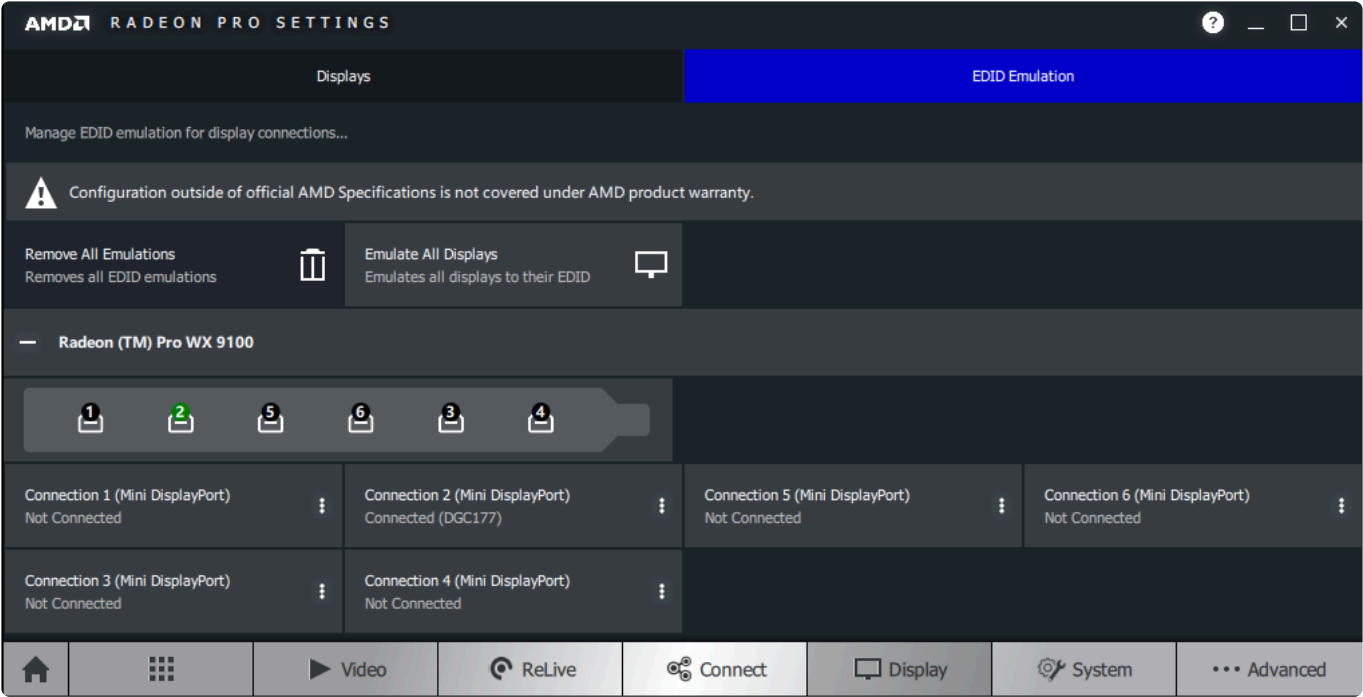 AMD RADEON PRO SETTINGS ?
Displays
EDID Emulation
Manage EDID emulation for display connections...
Configuration outside of official AMD Specifications is not covered under AMD product warranty.
Remove All Emulations
Removes all EDID emulations
Emulate All Displays
Emulates all displays to their EDID
Radeon (TM) Pro WX 9100
1 2 5 6 3 4
Connection 1 (Mini DisplayPort)
Not Connected
Connection 2 (Mini DisplayPort)
Connected (DGC177)
Connection 5 (Mini DisplayPort)
Not Connected
Connection 6 (Mini DisplayPort)
Not Connected
Connection 3 (Mini DisplayPort)
Not Connected
Connection 4 (Mini DisplayPort)
Not Connected
Video
ReLive
Connect
Display
System
Advanced